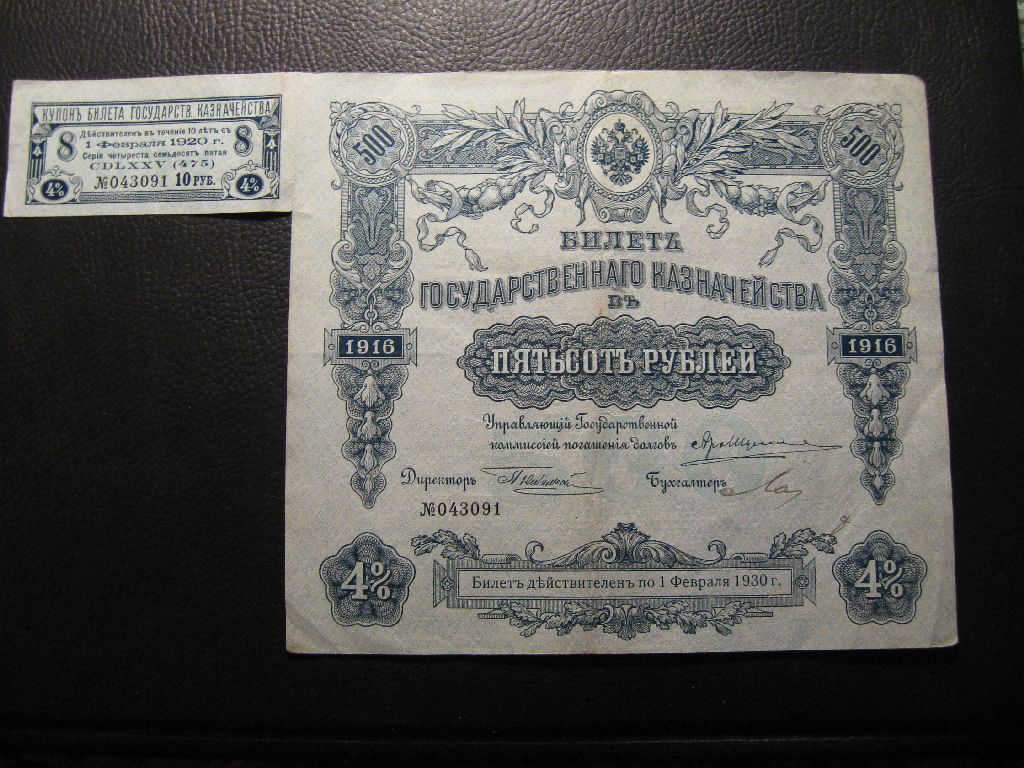 КУПОНЪ БИЛЕТА ГОСУДАРСТВ. КАЗНАЧЕЙСТВА
8 Действителенъ въ теченіе 10 лѣтъ съ 8
1 Февраля 1920 г.
Серія четыреста семьдесятъ пятая
CDLXXV (475)
4% №043091 10 РУБ. 4%
500 500
БИЛЕТЪ
ГОСУДАРСТВЕННАГО КАЗНАЧЕЙСТВА
ВЪ
1916 ПЯТЬСОТЪ РУБЛЕЙ 1916
Управляющій Государственной
коммиссіей погашенія долговъ
Директоръ Бухгалтеръ
№043091
4% Билетъ дѣйствителенъ по 1 Февраля 1930 г. 4%